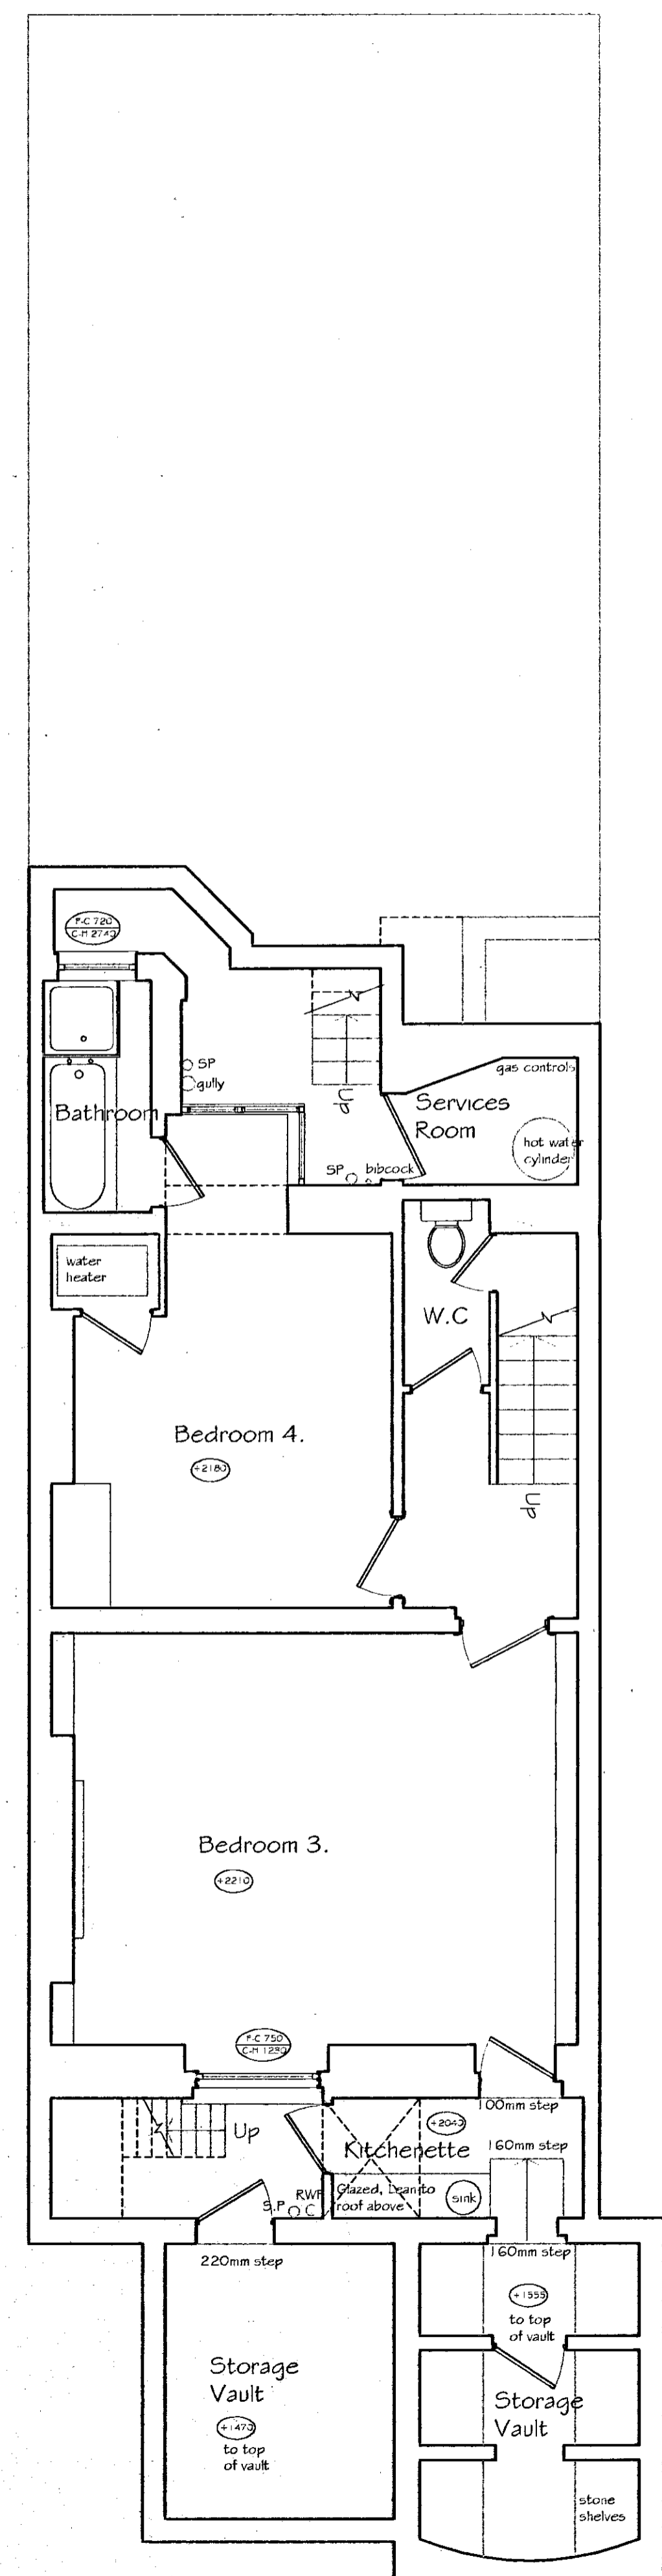 F-C 720
C-H 2740
SP
gully
Bathroom
Up
gas controls
Services
Room
hot water
cylinder
SP
bibcock
water
heater
W.C
Bedroom 4.
+2180
Up
Bedroom 3.
+2210
F-C 750
C-H 1290
100mm step
Up
+2040
Kitchenette
160mm step
Glazed, Lean to
roof above
sink
RWP
S.P
220mm step
160mm step
+1555
to top
of vault
Storage
Vault
Storage
Vault
+1470
to top
of vault
stone
shelves